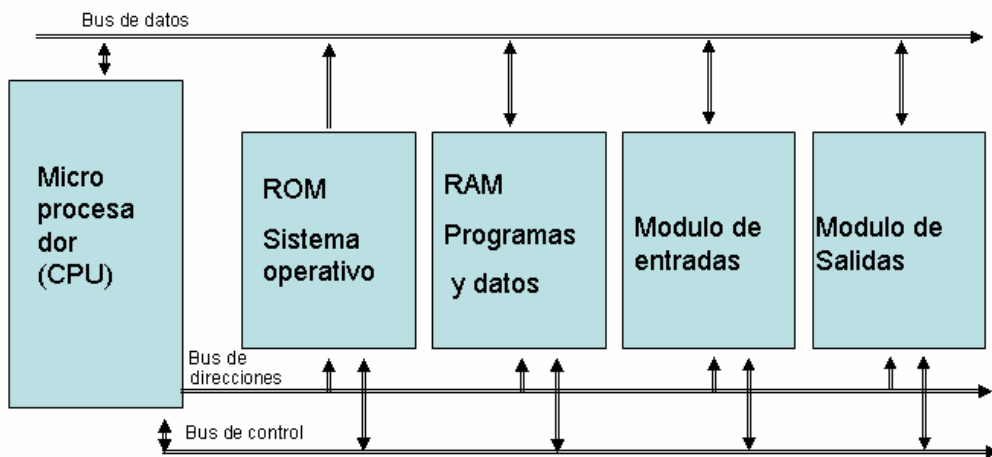 Bus de datos
Micro
procesa
dor
(CPU)
ROM
Sistema
operativo
RAM
Programas
y datos
Modulo de
entradas
Modulo de
Salidas
Bus de
direcciones
Bus de control